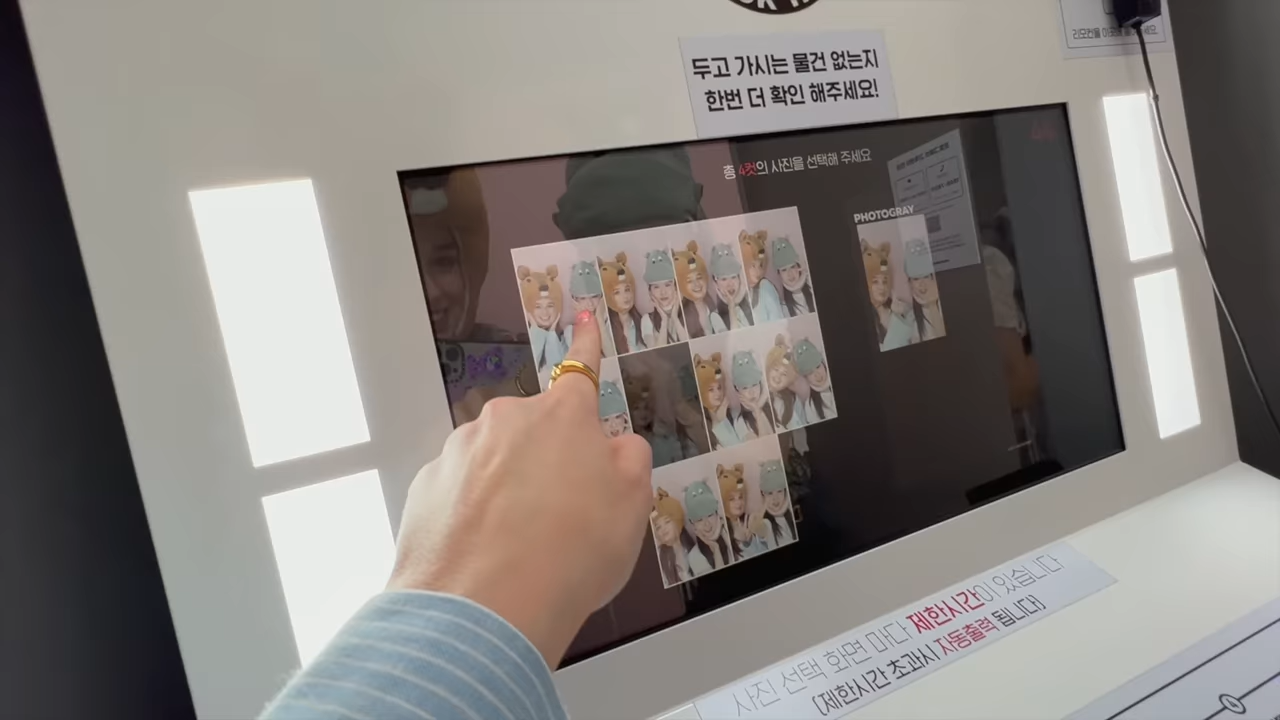 두고 가시는 물건 없는지
한번 더 확인 해주세요!
총 4컷의 사진을 선택해 주세요
PHOTOGRAY
사진 선택 화면 마다 제한시간이 있습니다
(제한시간 초과시 자동출력 됩니다)